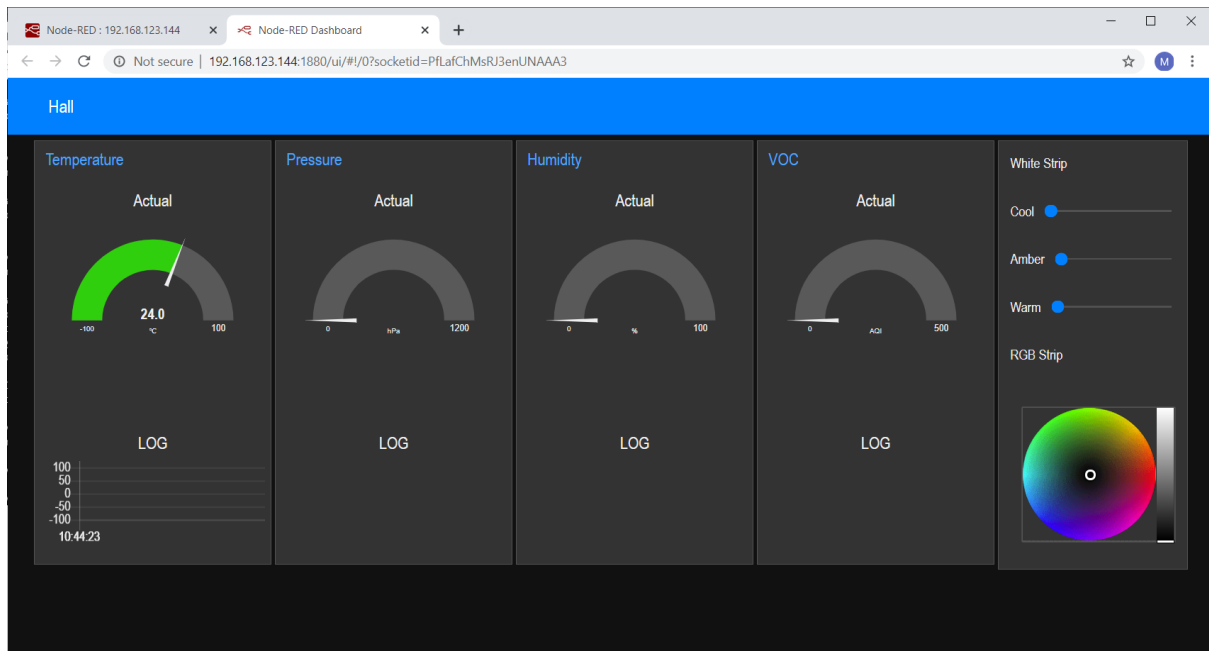 Node-RED : 192.168.123.144
Node-RED Dashboard
Not secure | 192.168.123.144:1880/ui/#!/0?socketid=PfLafChMsRJ3enUNAAA3
M
Hall
Temperature
Actual
24.0
-100
°C
100
LOG
100
50
0
-50
-100
10:44:23
Pressure
Actual
0
hPa
1200
LOG
Humidity
Actual
0
%
100
LOG
VOC
Actual
0
AQI
500
LOG
White Strip
Cool
Amber
Warm
RGB Strip